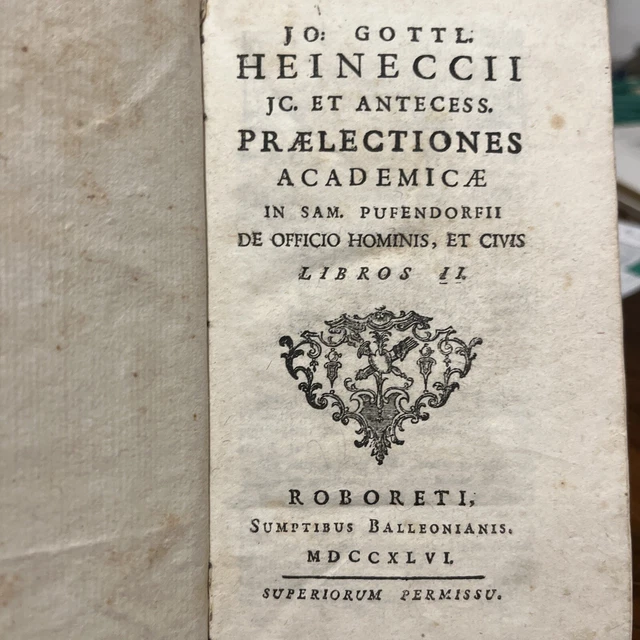 JO: GOTTL:
HEINECCII
JC. ET ANTECESS.
PRÆLECTIONES
ACADEMICÆ
IN SAM. PUFENDORFII
DE OFFICIO HOMINIS, ET CIVIS
LIBROS II.
ROBORETI,
SUMPTIBUS BALLEONIANIS.
MDCCXLVI.
SUPERIORUM PERMISSU.